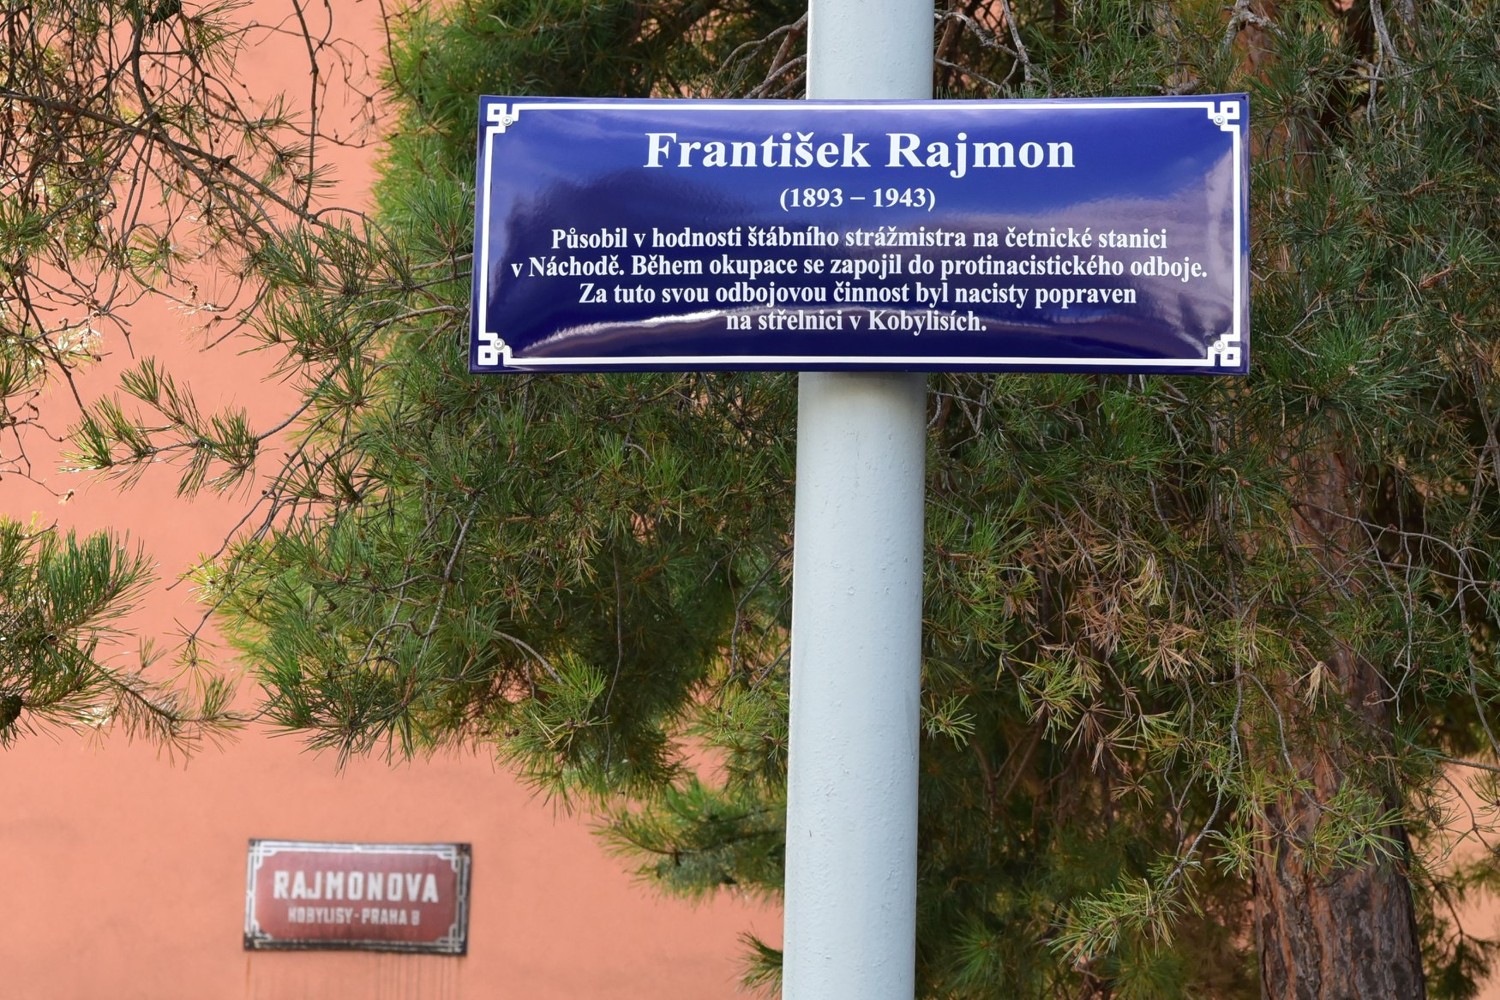 František Rajmon
(1893 – 1943)
Působil v hodnosti štábního strážmistra na četnické stanici
v Náchodě. Během okupace se zapojil do protinacistického odboje.
Za tuto svou odbojovou činnost byl nacisty popraven
na střelnici v Kobylisích.
RAJMONOVA
KOBYLISY-PRAHA 8